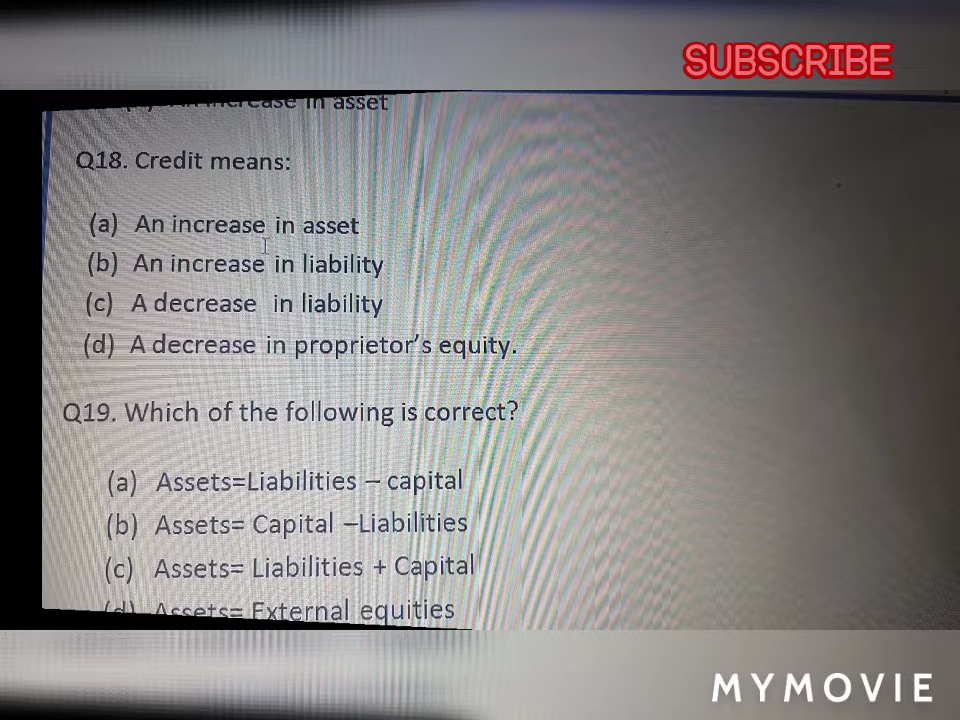 SUBSCRIBE
An increase in asset
Q18. Credit means:
(a) An increase in asset
(b) An increase in liability
(c) A decrease in liability
(d) A decrease in proprietor's equity.
Q19. Which of the following is correct?
(a) Assets=Liabilities – capital
(b) Assets= Capital –Liabilities
(c) Assets= Liabilities + Capital
(d) Assets= External equities
MYMOVIE